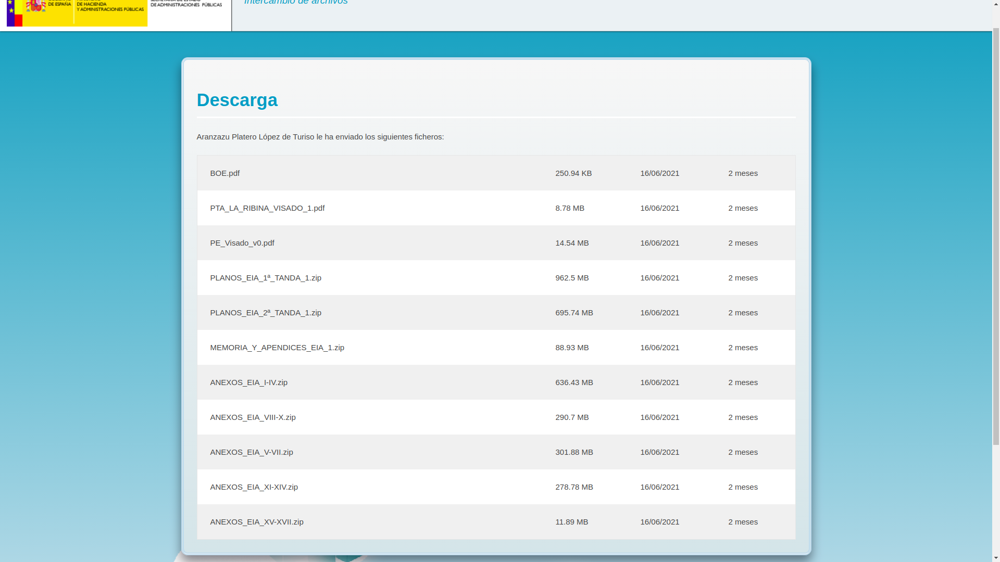 DE ESPAÑA
DE HACIENDA
Y ADMINISTRACIONES PÚBLICAS
DE ADMINISTRACIONES PÚBLICAS
Intercambio de archivos
Descarga
Aranzazu Platero López de Turiso le ha enviado los siguientes ficheros:
BOE.pdf 250.94 KB 16/06/2021 2 meses
PTA_LA_RIBINA_VISADO_1.pdf 8.78 MB 16/06/2021 2 meses
PE_Visado_v0.pdf 14.54 MB 16/06/2021 2 meses
PLANOS_EIA_1ª_TANDA_1.zip 962.5 MB 16/06/2021 2 meses
PLANOS_EIA_2ª_TANDA_1.zip 695.74 MB 16/06/2021 2 meses
MEMORIA_Y_APENDICES_EIA_1.zip 88.93 MB 16/06/2021 2 meses
ANEXOS_EIA_I-IV.zip 636.43 MB 16/06/2021 2 meses
ANEXOS_EIA_VIII-X.zip 290.7 MB 16/06/2021 2 meses
ANEXOS_EIA_V-VII.zip 301.88 MB 16/06/2021 2 meses
ANEXOS_EIA_XI-XIV.zip 278.78 MB 16/06/2021 2 meses
ANEXOS_EIA_XV-XVII.zip 11.89 MB 16/06/2021 2 meses